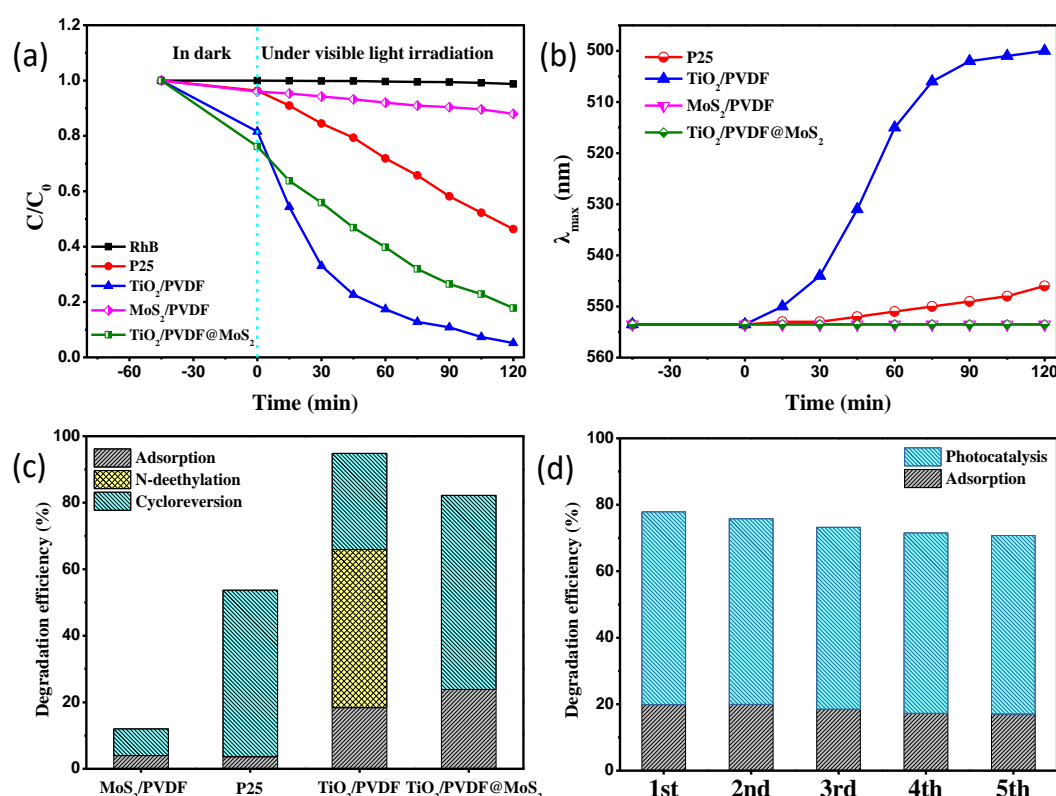 (a)
1.2
1.0
0.8
0.6
0.4
0.2
0.0
C/C0
In dark
Under visible light irradiation
RhB
P25
TiO2/PVDF
MoS2/PVDF
TiO2/PVDF@MoS2
-60
-30
0
30
60
90
120
Time (min)
(b)
500
510
520
530
540
550
560
λmax (nm)
P25
TiO2/PVDF
MoS2/PVDF
TiO2/PVDF@MoS2
-30
0
30
60
90
120
Time (min)
(c)
100
80
60
40
20
0
Degradation efficiency (%)
Adsorption
N-deethylation
Cycloreversion
MoS2/PVDF
P25
TiO2/PVDF
TiO2/PVDF@MoS2
(d)
100
80
60
40
20
0
Degradation efficiency (%)
Photocatalysis
Adsorption
1st
2nd
3rd
4th
5th